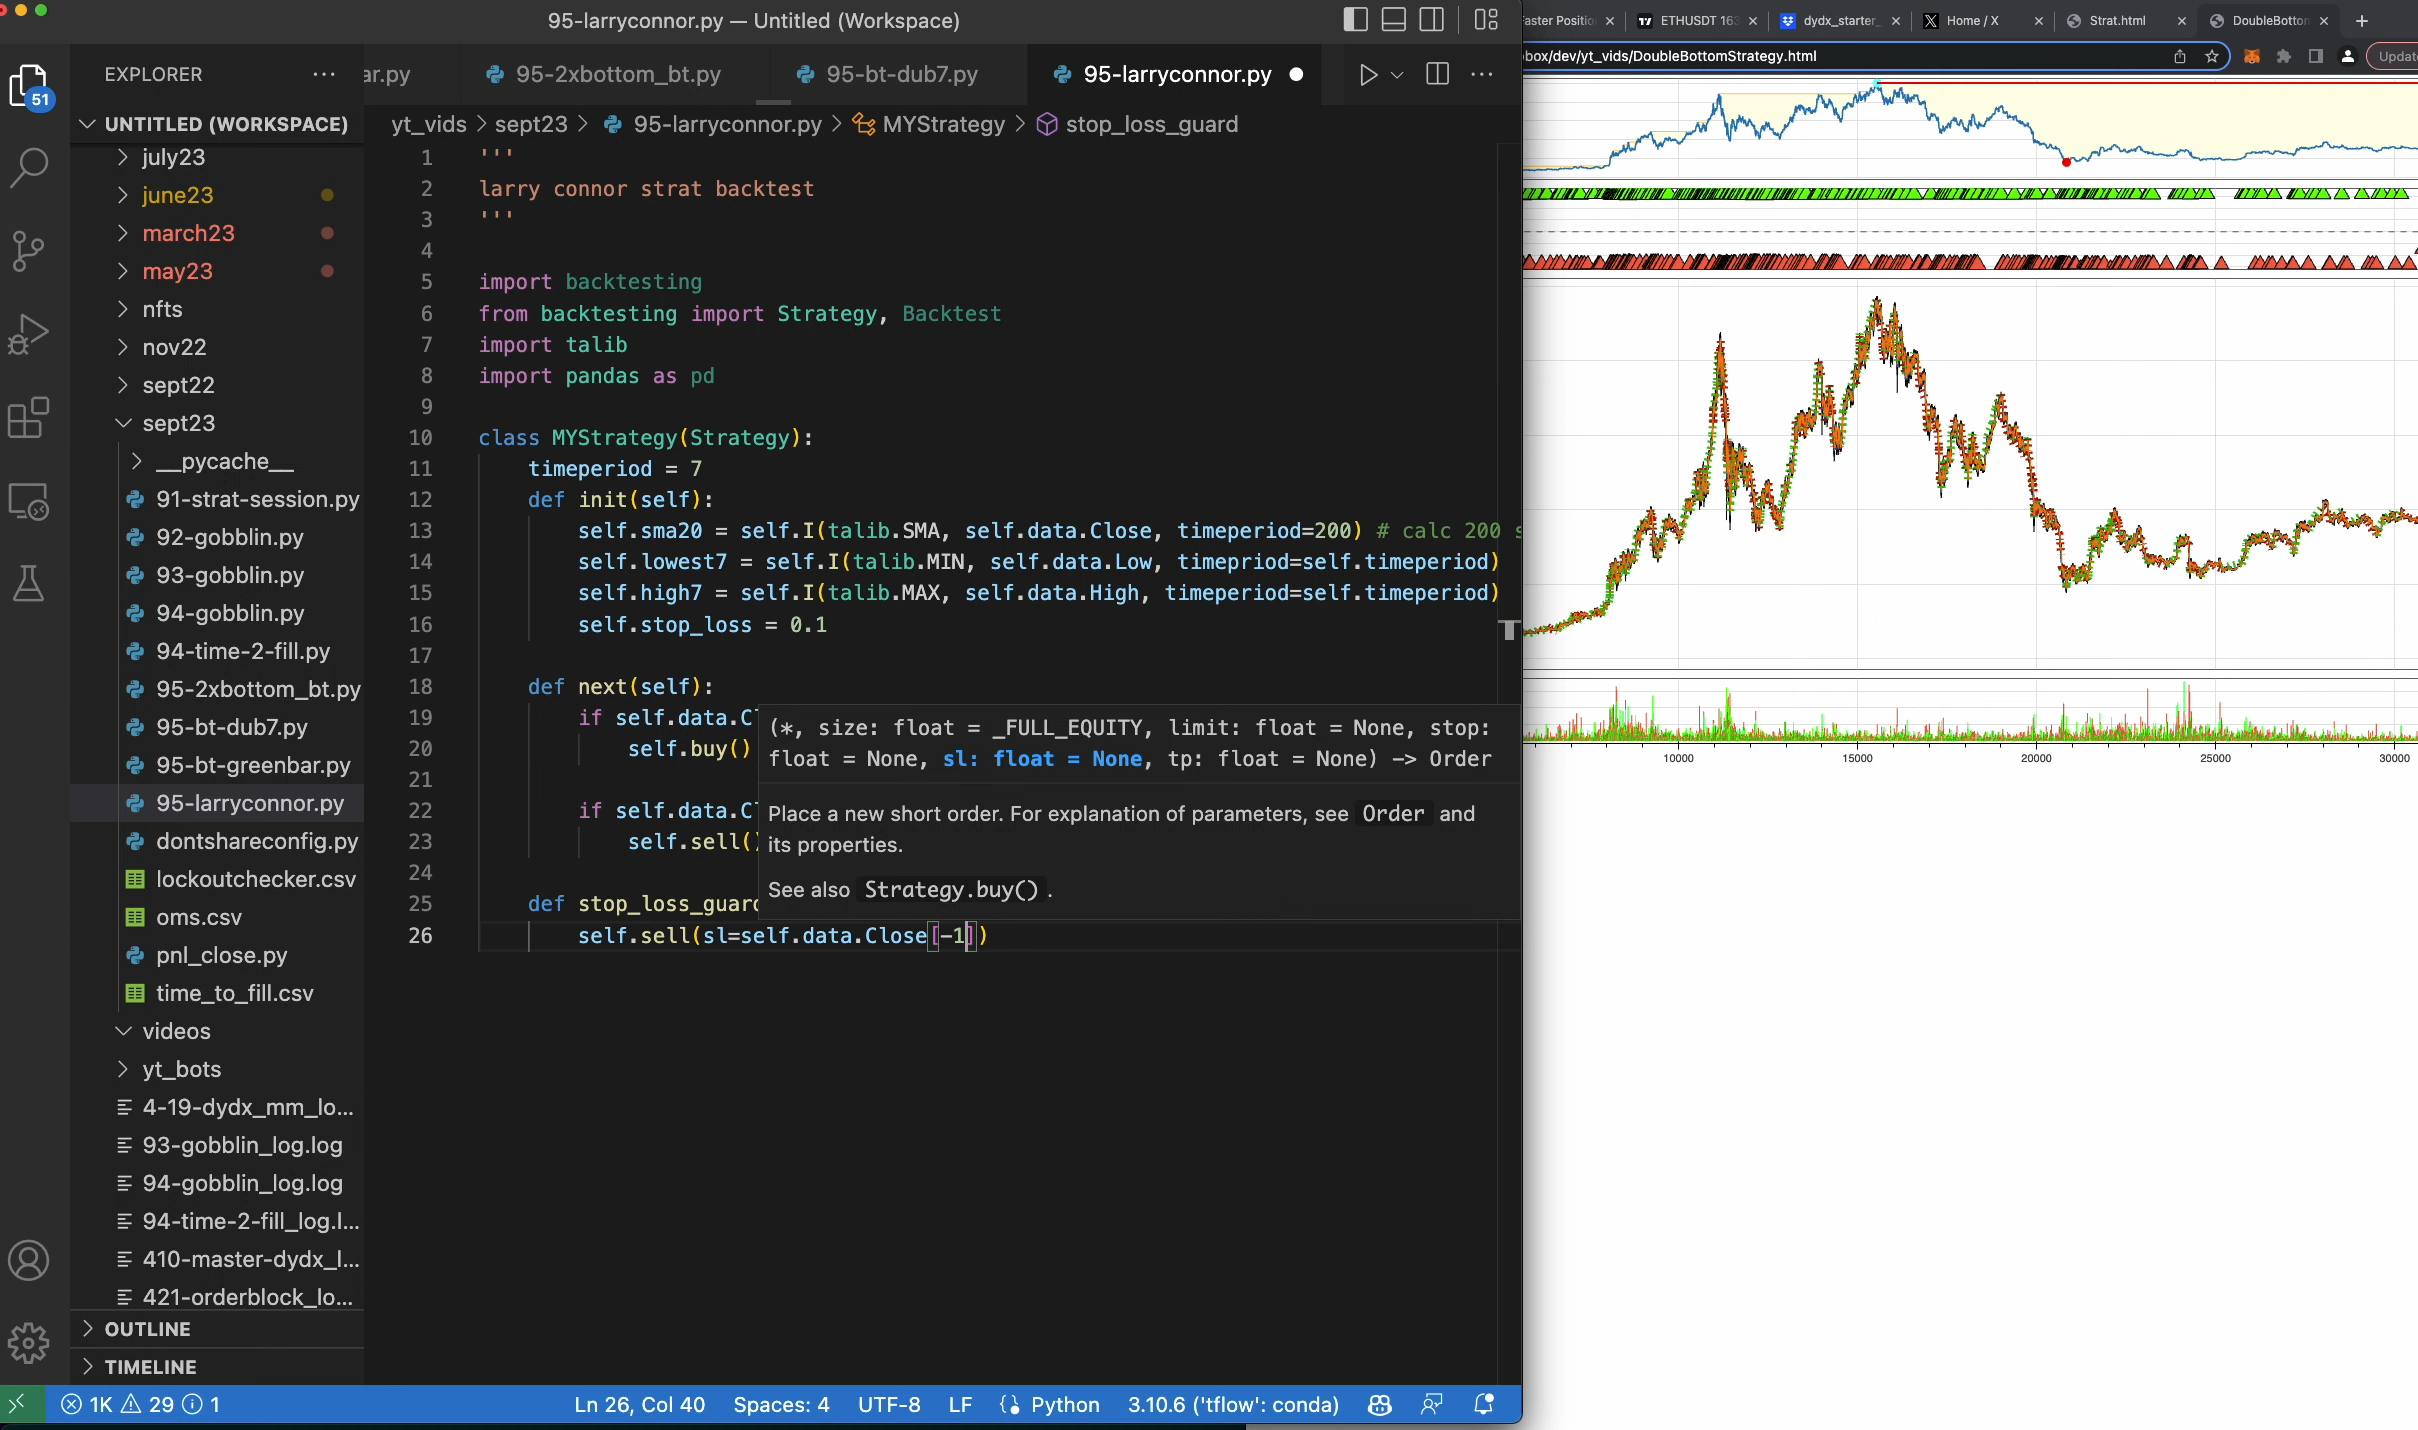 95-larryconnor.py — Untitled (Workspace)
EXPLORER
ar.py
95-2xbottom_bt.py
95-bt-dub7.py
95-larryconnor.py
51
UNTITLED (WORKSPACE)
yt_vids > sept23 > 95-larryconnor.py > MYStrategy > stop_loss_guard
july23
june23
march23
may23
nfts
nov22
sept22
sept23
__pycache__
91-strat-session.py
92-gobblin.py
93-gobblin.py
94-gobblin.py
94-time-2-fill.py
95-2xbottom_bt.py
95-bt-dub7.py
95-bt-greenbar.py
95-larryconnor.py
dontshareconfig.py
lockoutchecker.csv
oms.csv
pnl_close.py
time_to_fill.csv
videos
yt_bots
4-19-dydx_mm_lo...
93-gobblin_log.log
94-gobblin_log.log
94-time-2-fill_log.l...
410-master-dydx_l...
421-orderblock_lo...
OUTLINE
TIMELINE
1 '''
2 larry connor strat backtest
3 '''
4
5 import backtesting
6 from backtesting import Strategy, Backtest
7 import talib
8 import pandas as pd
9
10 class MYStrategy(Strategy):
11 timeperiod = 7
12 def init(self):
13 self.sma20 = self.I(talib.SMA, self.data.Close, timeperiod=200) # calc 200 s
14 self.lowest7 = self.I(talib.MIN, self.data.Low, timepriod=self.timeperiod)
15 self.high7 = self.I(talib.MAX, self.data.High, timeperiod=self.timeperiod)
16 self.stop_loss = 0.1
17
18 def next(self):
19 if self.data.Cl
20 self.buy()
21
22 if self.data.Cl
23 self.sell()
24
25 def stop_loss_guard
26 self.sell(sl=self.data.Close[-1])
(*, size: float = _FULL_EQUITY, limit: float = None, stop:
float = None, sl: float = None, tp: float = None) -> Order
Place a new short order. For explanation of parameters, see Order and
its properties.
See also Strategy.buy().
1K 29 1
Ln 26, Col 40
Spaces: 4
UTF-8
LF
Python
3.10.6 ('tflow': conda)
Faster Positio
ETHUSDT 163
dydx_starter_
Home / X
Strat.html
DoubleBottom
box/dev/yt_vids/DoubleBottomStrategy.html
Update
10000
15000
20000
25000
30000